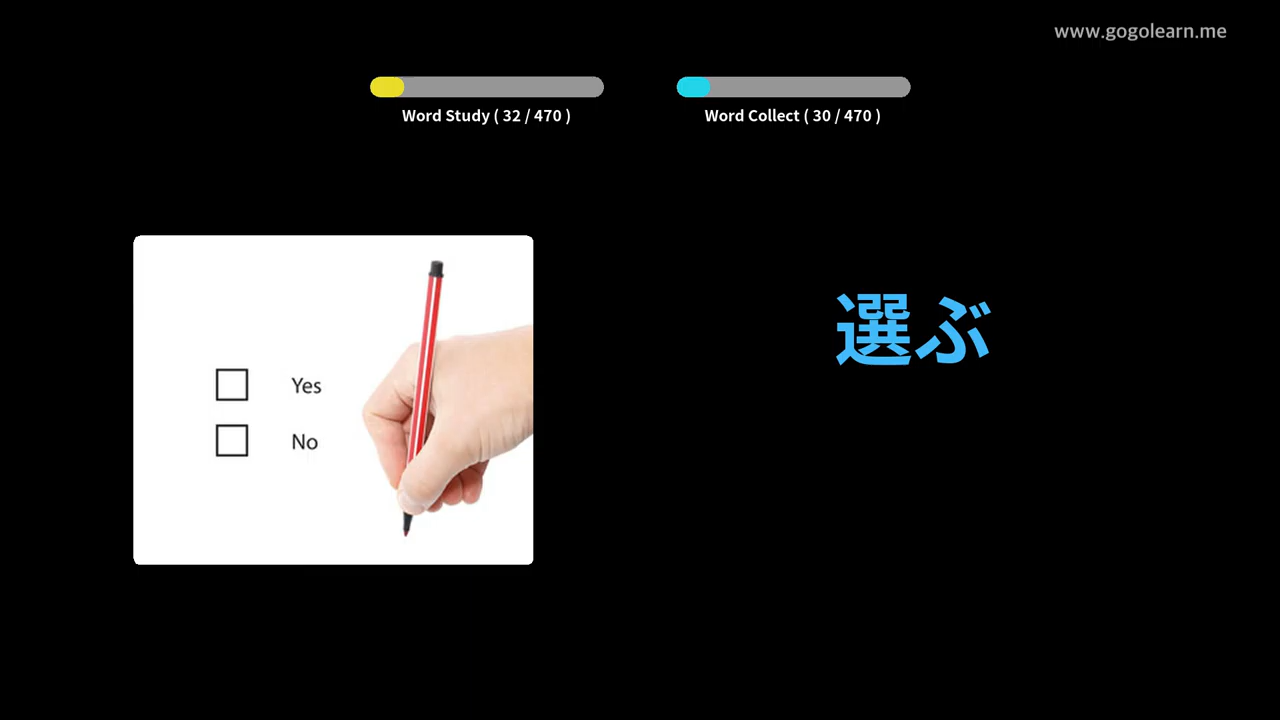 www.gogolearn.me
Word Study ( 32 / 470 )
Word Collect ( 30 / 470 )
Yes
No
選ぶ